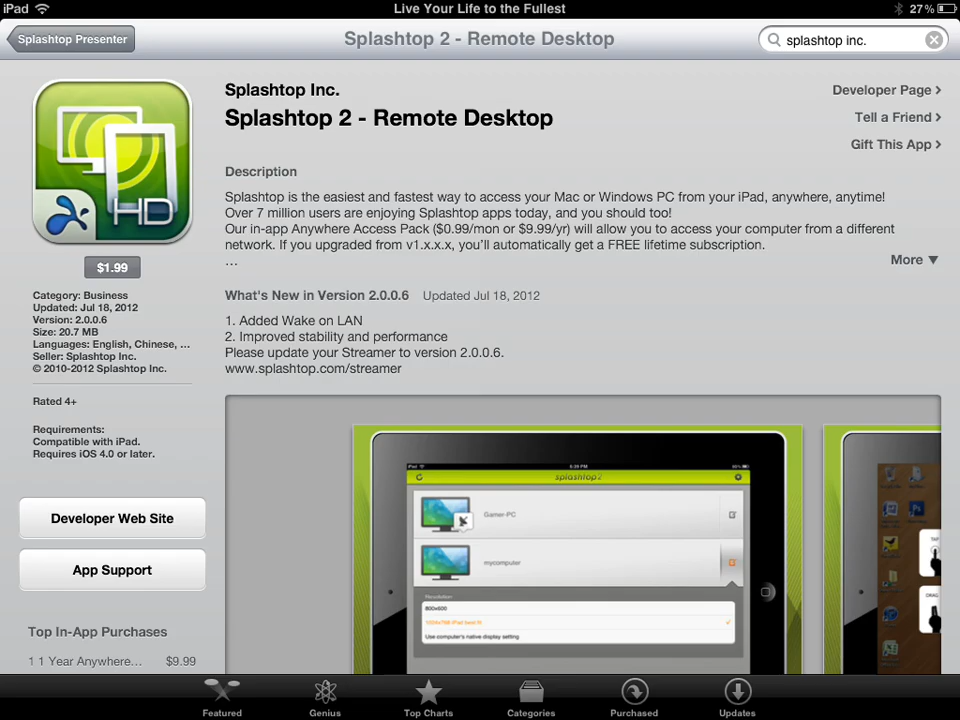 iPad
Live Your Life to the Fullest
27%
Splashtop Presenter
Splashtop 2 - Remote Desktop
splashtop inc.
HD
$1.99
Category: Business
Updated: Jul 18, 2012
Version: 2.0.0.6
Size: 20.7 MB
Languages: English, Chinese, ...
Seller: Splashtop Inc.
© 2010-2012 Splashtop Inc.
Rated 4+
Requirements:
Compatible with iPad.
Requires iOS 4.0 or later.
Developer Web Site
App Support
Top In-App Purchases
1 1 Year Anywhere... $9.99
Splashtop Inc.
Splashtop 2 - Remote Desktop
Developer Page >
Tell a Friend >
Gift This App >
Description
Splashtop is the easiest and fastest way to access your Mac or Windows PC from your iPad, anywhere, anytime!
Over 7 million users are enjoying Splashtop apps today, and you should too!
Our in-app Anywhere Access Pack ($0.99/mon or $9.99/yr) will allow you to access your computer from a different
network. If you upgraded from v1.x.x.x, you'll automatically get a FREE lifetime subscription.
...
More ▼
What's New in Version 2.0.0.6 Updated Jul 18, 2012
1. Added Wake on LAN
2. Improved stability and performance
Please update your Streamer to version 2.0.0.6.
www.splashtop.com/streamer
iPad
splashtop2
Gamer-PC
mycomputer
Resolution
800x600
1024x768 iPad best fit
Use computer's native display setting
TAP
DRAG
Featured
Genius
Top Charts
Categories
Purchased
Updates